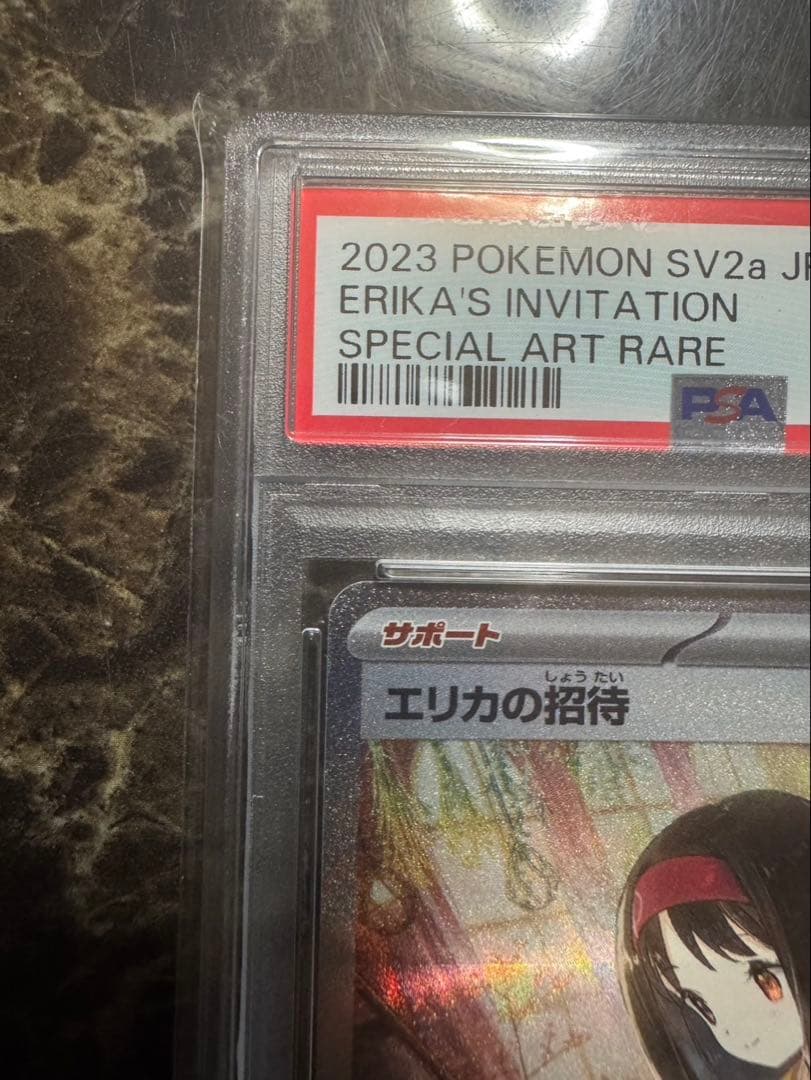 2023 POKEMON SV2a JP
ERIKA'S INVITATION
SPECIAL ART RARE
PSA
サポート
しょうたい
エリカの招待